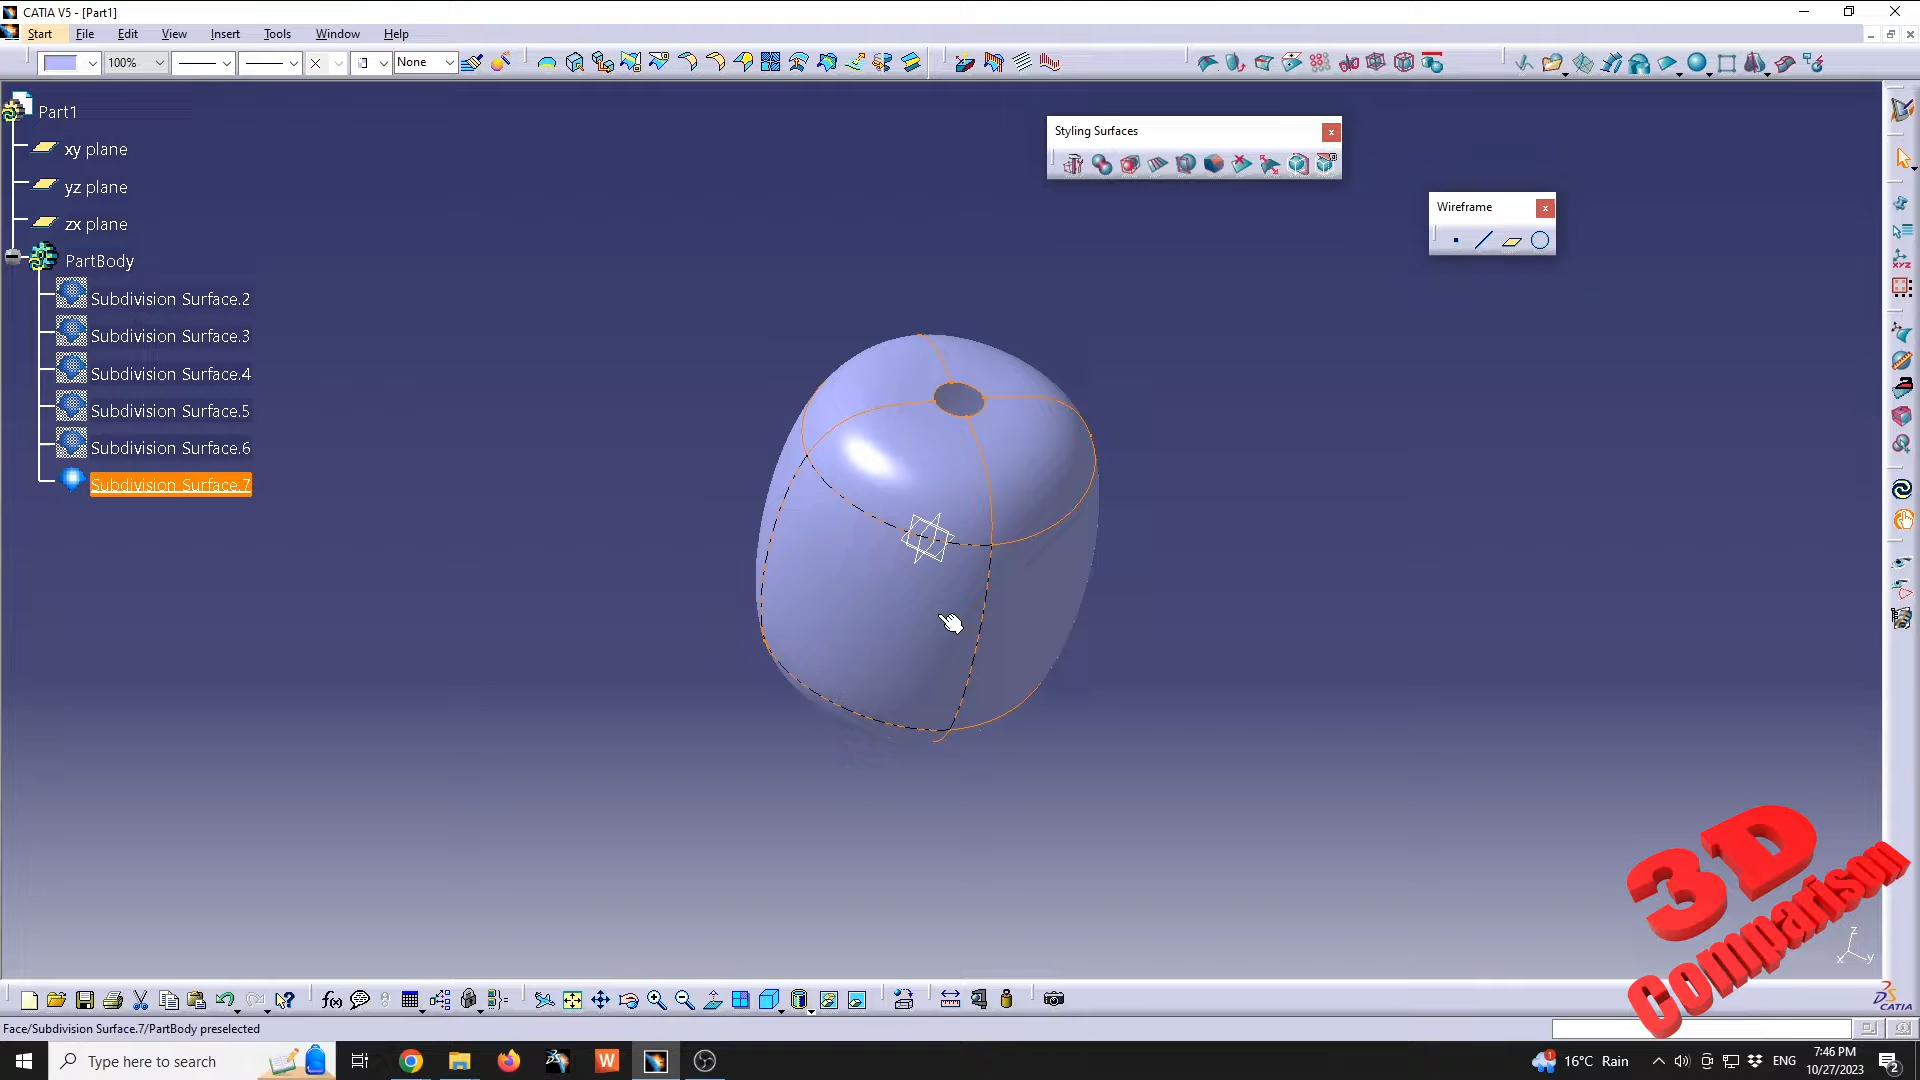 CATIA V5 - [Part1]
Start File Edit View Insert Tools Window Help
100%
None
Part1
xy plane
yz plane
zx plane
PartBody
Subdivision Surface.2
Subdivision Surface.3
Subdivision Surface.4
Subdivision Surface.5
Subdivision Surface.6
Subdivision Surface.7
Styling Surfaces
Wireframe
3D
Comparison
z
x
y
CATIA
Face/Subdivision Surface.7/PartBody preselected
Type here to search
16°C Rain
ENG
7:46 PM
10/27/2023
2